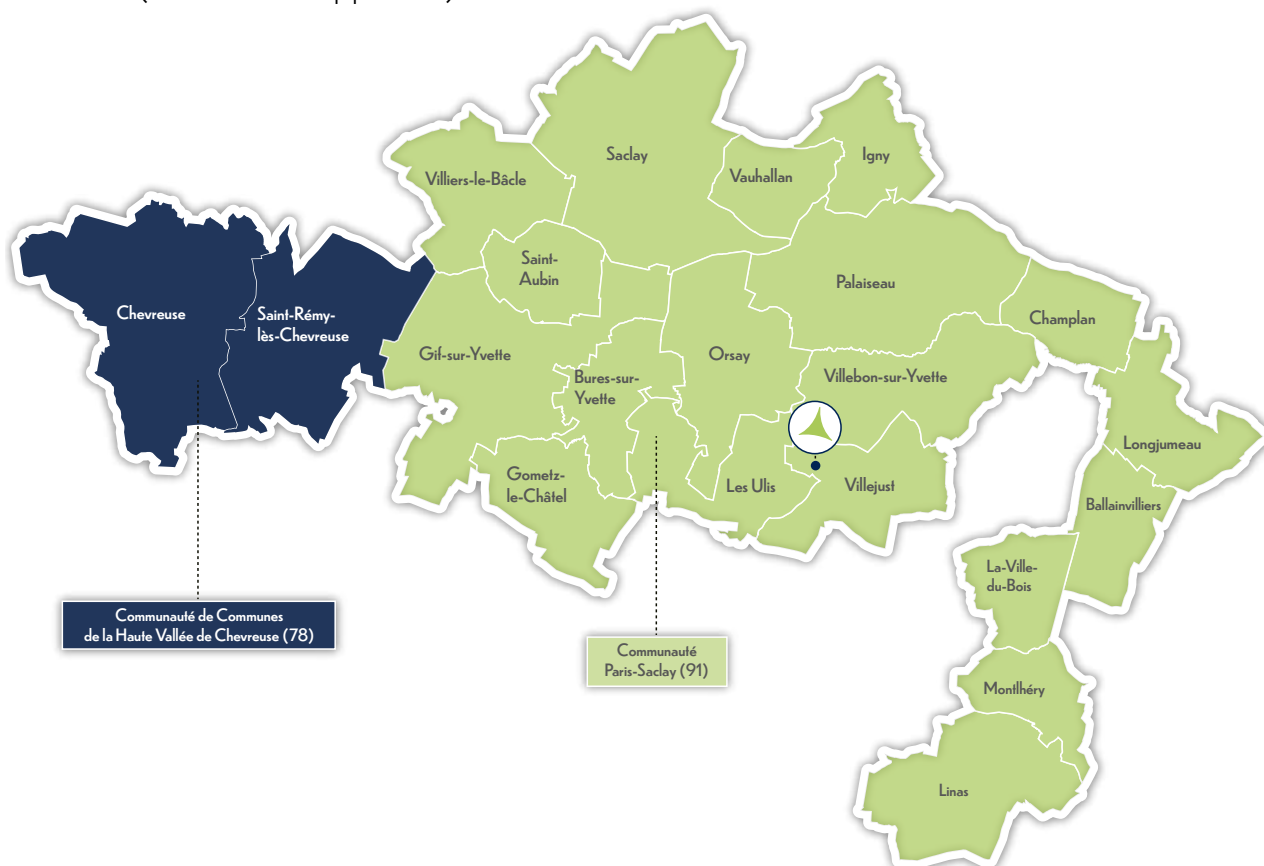 Saclay
Igny
Vauhallan
Villiers-le-Bâcle
Saint-
Aubin
Palaiseau
Chevreuse
Saint-Rémy-
lès-Chevreuse
Champlan
Gif-sur-Yvette
Orsay
Bures-sur-
Yvette
Villebon-sur-Yvette
Longjumeau
Gometz-
le-Châtel
Les Ulis
Villejust
Ballainvilliers
La-Ville-
du-Bois
Communauté de Communes
de la Haute Vallée de Chevreuse (78)
Communauté
Paris-Saclay (91)
Montlhéry
Linas